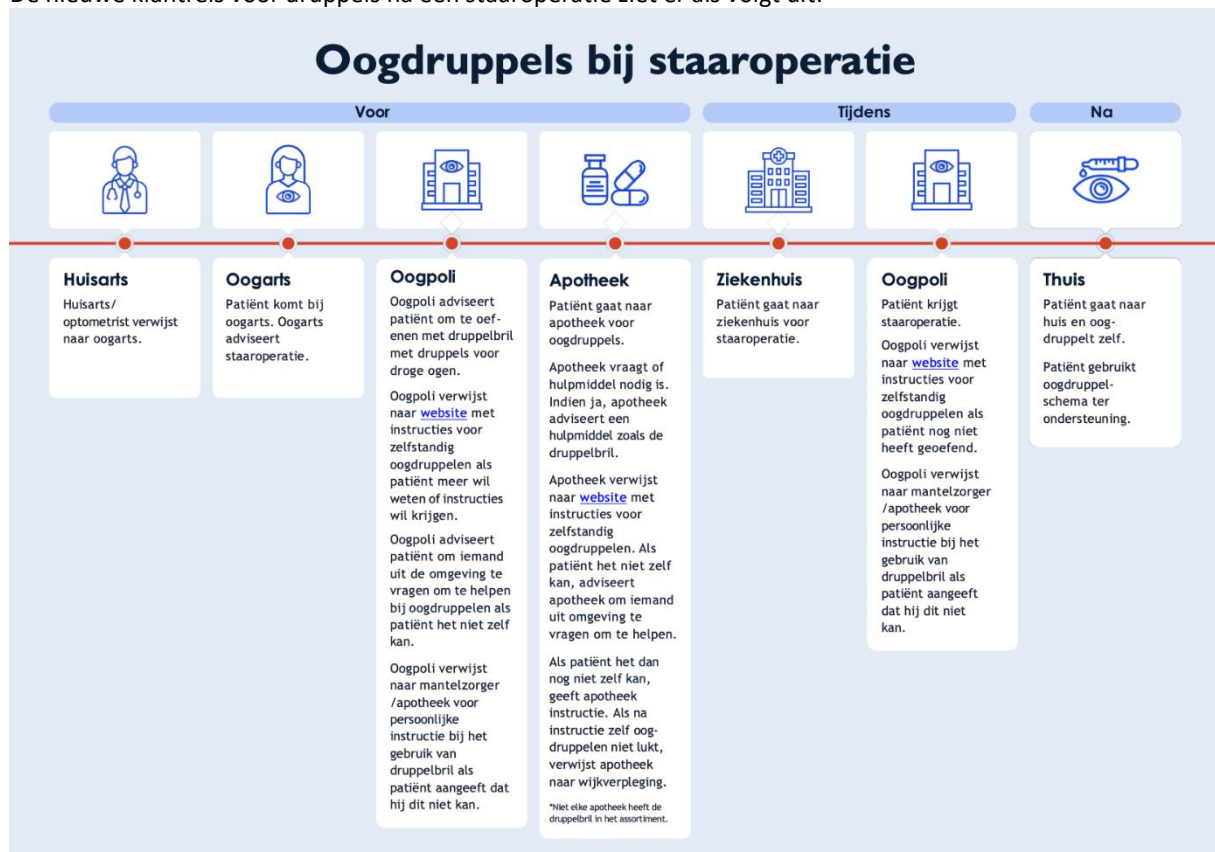 De nieuwe klantreis voor druppels na een staaroperatie ziet er als volgt uit:
Oogdruppels bij staaroperatie
Voor
Tijdens
Na
Huisarts
Huisarts/
optometrist verwijst
naar oogarts.
Oogarts
Patiënt komt bij
oogarts. Oogarts
adviseert
staaroperatie.
Oogpoli
Oogpoli adviseert
patiënt om te oef-
enen met druppelbril
met druppels voor
droge ogen.
Oogpoli verwijst
naar website met
instructies voor
zelfstandig
oogdruppelen als
patiënt meer wil
weten of instructies
wil krijgen.
Oogpoli adviseert
patiënt om iemand
uit de omgeving te
vragen om te helpen
bij oogdruppelen als
patiënt het niet zelf
kan.
Oogpoli verwijst
naar mantelzorger
/apotheek voor
persoonlijke
instructie bij het
gebruik van
druppelbril als
patiënt aangeeft dat
hij dit niet kan.
Apotheek
Patiënt gaat naar
apotheek voor
oogdruppels.
Apotheek vraagt of
hulpmiddel nodig is.
Indien ja, apotheek
adviseert een
hulpmiddel zoals de
druppelbril.
Apotheek verwijst
naar website met
instructies voor
zelfstandig
oogdruppelen. Als
patiënt het niet zelf
kan, adviseert
apotheek om iemand
uit omgeving te
vragen om te helpen.
Als patiënt het dan
nog niet zelf kan,
geeft apotheek
instructie. Als na
instructie zelf oog-
druppelen niet lukt,
verwijst apotheek
naar wijkverpleging.
*Niet elke apotheek heeft de
druppelbril in het assortiment.
Ziekenhuis
Patiënt gaat naar
ziekenhuis voor
staaroperatie.
Oogpoli
Patiënt krijgt
staaroperatie.
Oogpoli verwijst
naar website met
instructies voor
zelfstandig
oogdruppelen als
patiënt nog niet
heeft geoefend.
Oogpoli verwijst
naar mantelzorger
/apotheek voor
persoonlijke
instructie bij het
gebruik van
druppelbril als
patiënt aangeeft
dat hij dit niet
kan.
Thuis
Patiënt gaat naar
huis en oog-
druppelt zelf.
Patiënt gebruikt
oogdruppel-
schema ter
ondersteuning.